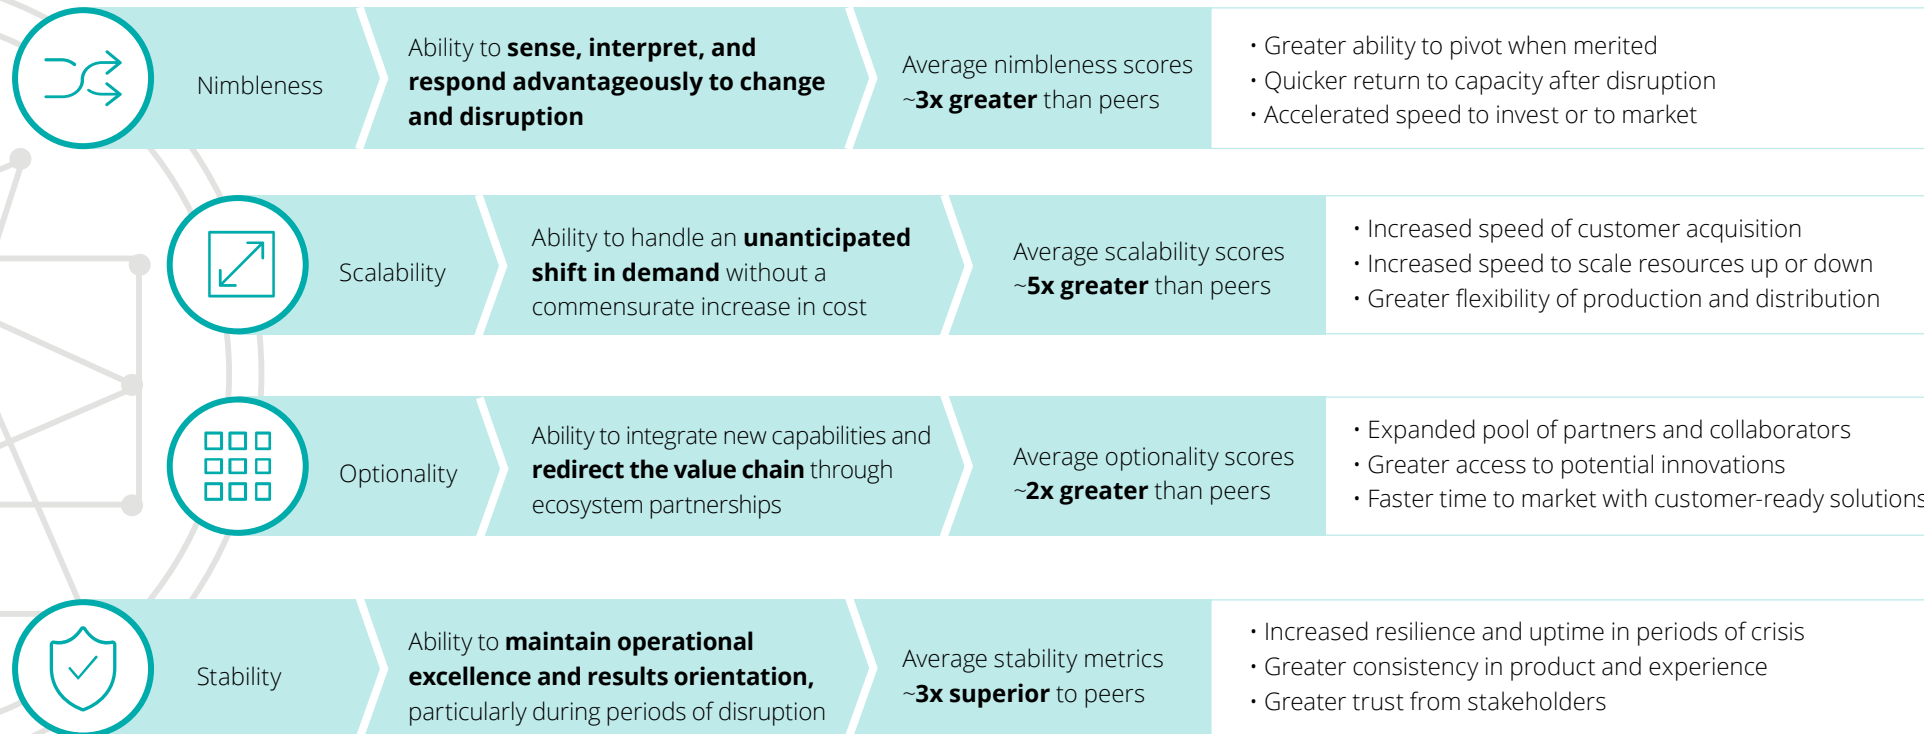 Nimbleness
Ability to sense, interpret, and
respond advantageously to change
and disruption
Average nimbleness scores
~3x greater than peers
• Greater ability to pivot when merited
• Quicker return to capacity after disruption
• Accelerated speed to invest or to market
Scalability
Ability to handle an unanticipated
shift in demand without a
commensurate increase in cost
Average scalability scores
~5x greater than peers
• Increased speed of customer acquisition
• Increased speed to scale resources up or down
• Greater flexibility of production and distribution
Optionality
Ability to integrate new capabilities and
redirect the value chain through
ecosystem partnerships
Average optionality scores
~2x greater than peers
• Expanded pool of partners and collaborators
• Greater access to potential innovations
• Faster time to market with customer-ready solutions
Stability
Ability to maintain operational
excellence and results orientation,
particularly during periods of disruption
Average stability metrics
~3x superior to peers
• Increased resilience and uptime in periods of crisis
• Greater consistency in product and experience
• Greater trust from stakeholders